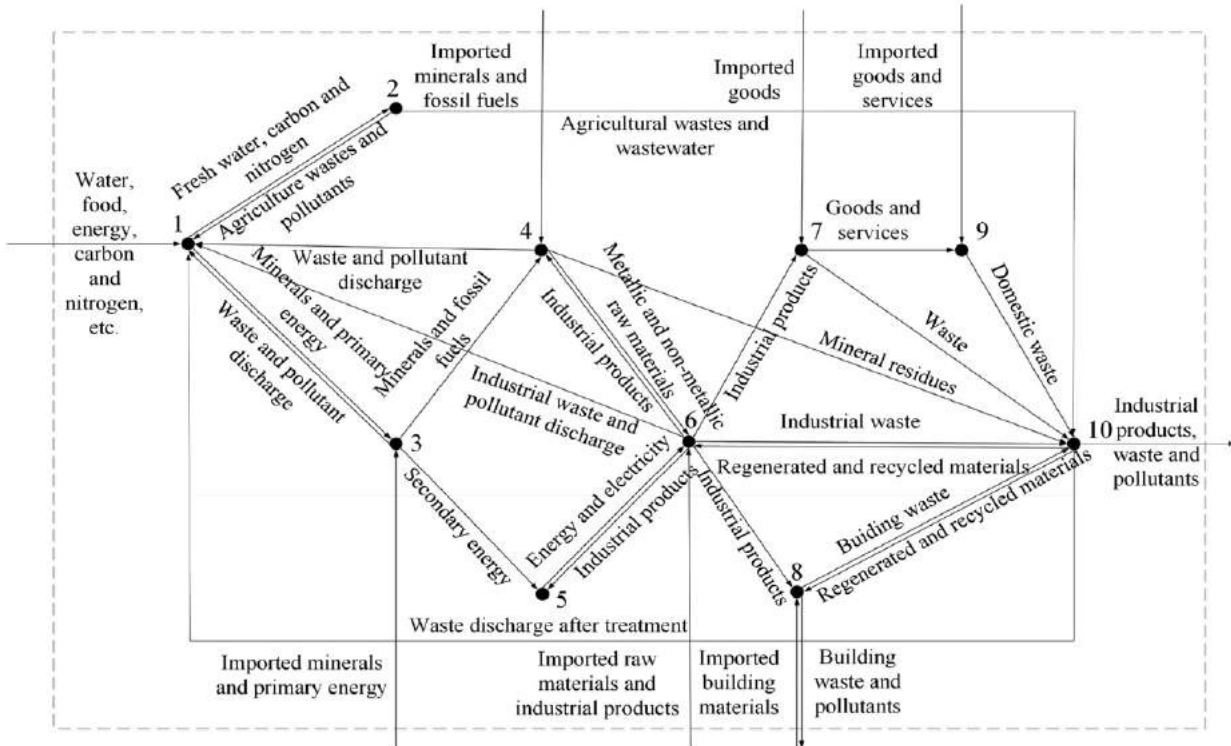 Imported
minerals and
fossil fuels
Imported
goods
Imported
goods and
services
2
Fresh water, carbon and
nitrogen
Agriculture wastes and
pollutants
Agricultural wastes and
wastewater
Water,
food,
energy,
carbon
and
nitrogen,
etc.
1
4
7
Goods and
services
9
Waste and pollutant
discharge
Minerals and primary
energy
Waste and pollutant
discharge
Minerals and fossil
fuels
Metallic and non-metallic
raw materials
Industrial products
Industrial products
Waste
Domestic waste
Mineral residues
Industrial waste and
pollutant discharge
3
6
Industrial waste
10
Industrial
products,
waste and
pollutants
Regenerated and recycled materials
Secondary energy
Energy and electricity
Industrial products
Industrial products
Buiding waste
Regenerated and recycled materials
5
8
Waste discharge after treatment
Imported minerals
and primary energy
Imported raw
materials and
industrial products
Imported
building
materials
Building
waste and
pollutants